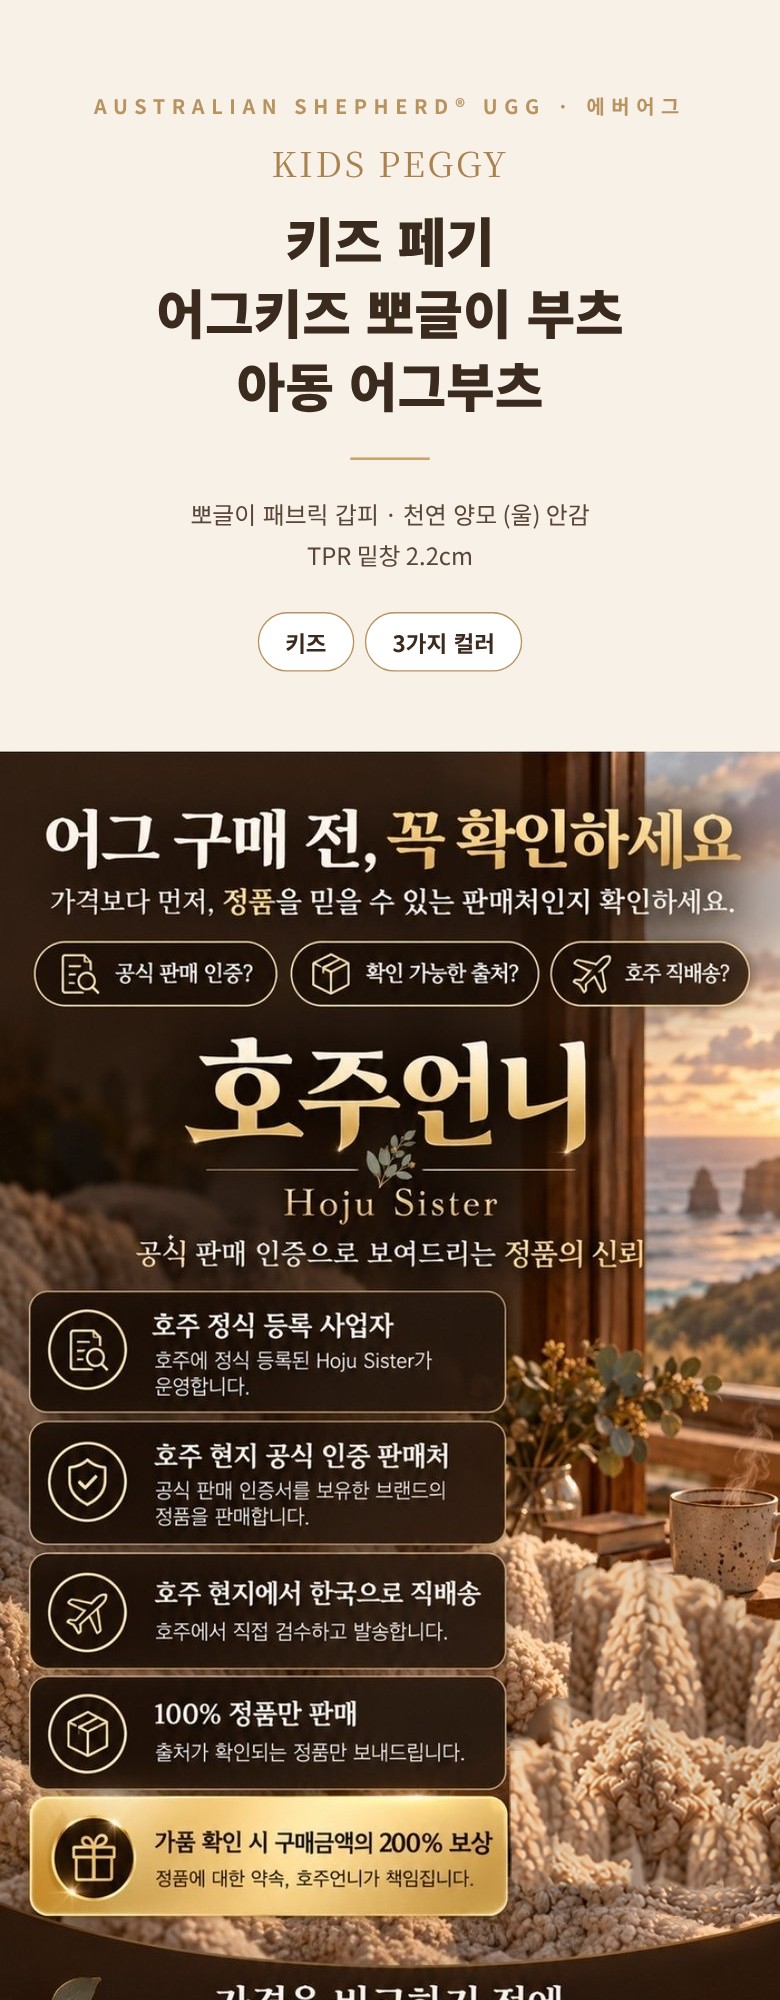 AUSTRALIAN SHEPHERD® UGG · 에버어그
KIDS PEGGY
키즈 페기
어그키즈 뽀글이 부츠
아동 어그부츠
뽀글이 패브릭 갑피 · 천연 양모 (울) 안감
TPR 밑창 2.2cm
키즈
3가지 컬러
어그 구매 전, 꼭 확인하세요
가격보다 먼저, 정품을 믿을 수 있는 판매처인지 확인하세요.
공식 판매 인증?
확인 가능한 출처?
호주 직배송?
호주언니
Hoju Sister
공식 판매 인증으로 보여드리는 정품의 신뢰
호주 정식 등록 사업자
호주에 정식 등록된 Hoju Sister가
운영합니다.
호주 현지 공식 인증 판매처
공식 판매 인증서를 보유한 브랜드의
정품을 판매합니다.
호주 현지에서 한국으로 직배송
호주에서 직접 검수하고 발송합니다.
100% 정품만 판매
출처가 확인되는 정품만 보내드립니다.
가품 확인 시 구매금액의 200% 보상
정품에 대한 약속, 호주언니가 책임집니다.
가격을 비교하기 전에